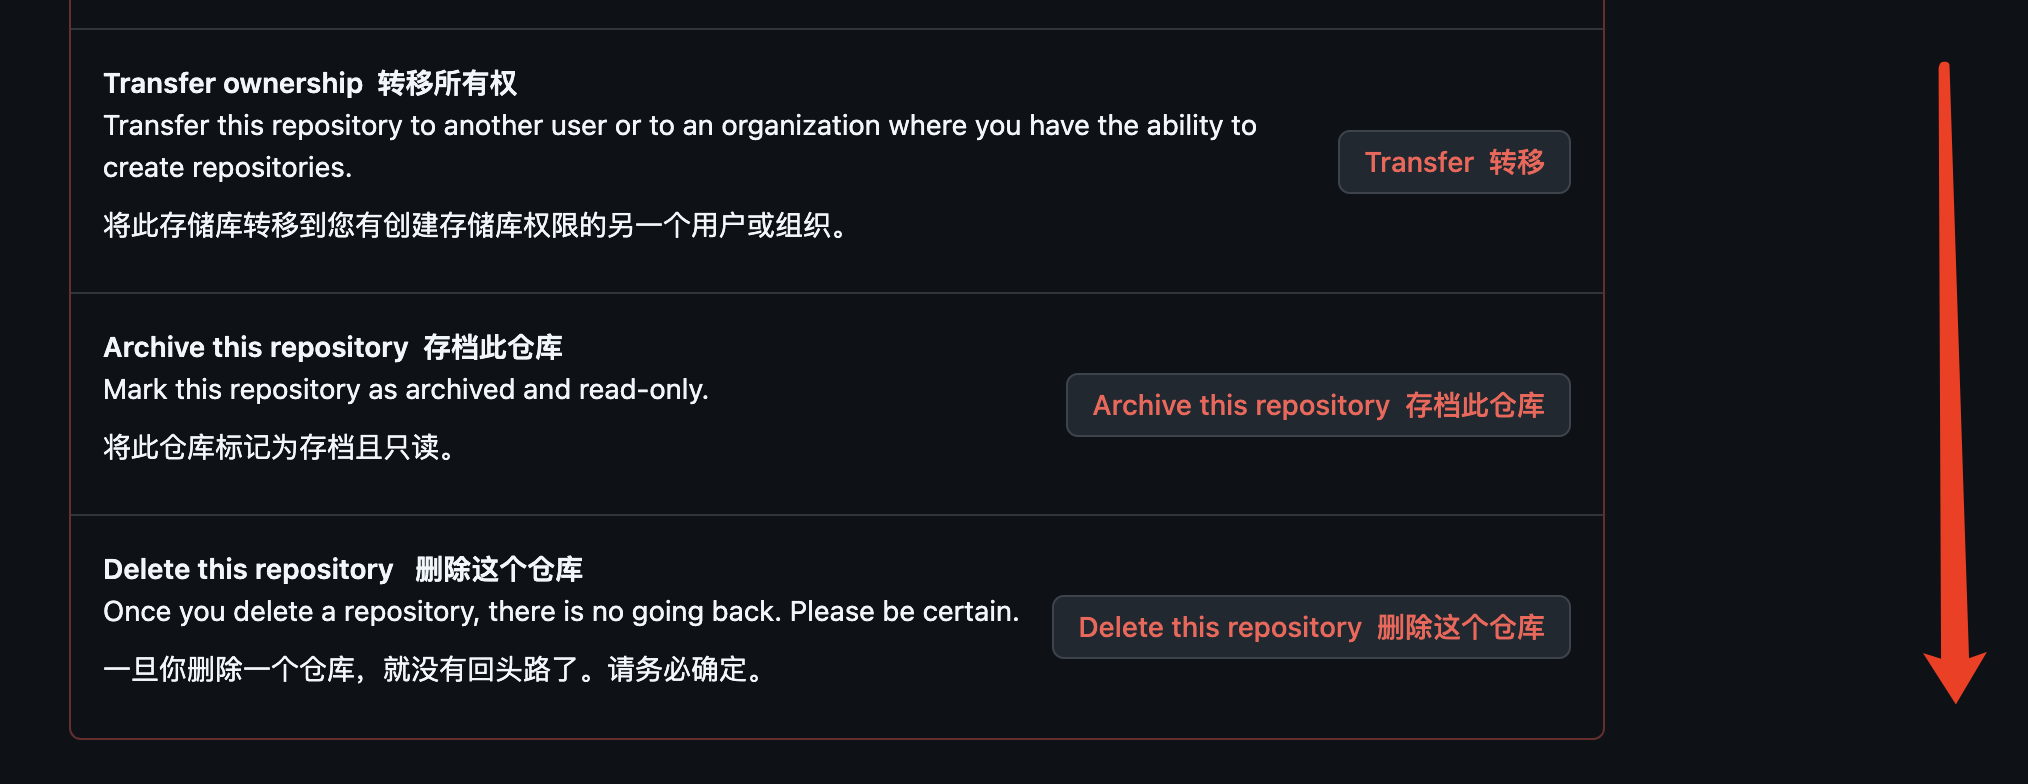 Transfer ownership 转移所有权
Transfer this repository to another user or to an organization where you have the ability to
create repositories.
将此存储库转移到您有创建存储库权限的另一个用户或组织。
Transfer 转移
Archive this repository 存档此仓库
Mark this repository as archived and read-only.
将此仓库标记为存档且只读。
Archive this repository 存档此仓库
Delete this repository 删除这个仓库
Once you delete a repository, there is no going back. Please be certain.
一旦你删除一个仓库，就没有回头路了。请务必确定。
Delete this repository 删除这个仓库